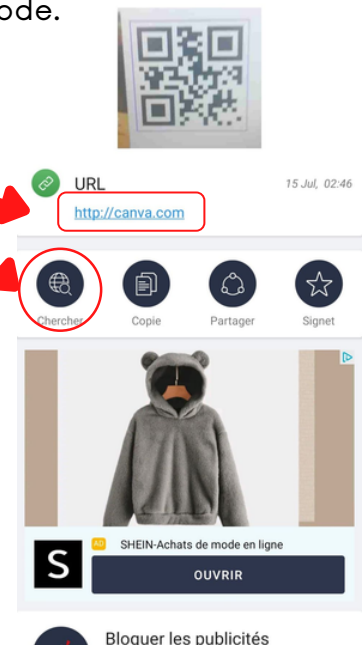 ode.
URL
15 Jul, 02:46
http://canva.com
Chercher
Copie
Partager
Signet
S
AD
SHEIN-Achats de mode en ligne
OUVRIR
Bloquer les publicités